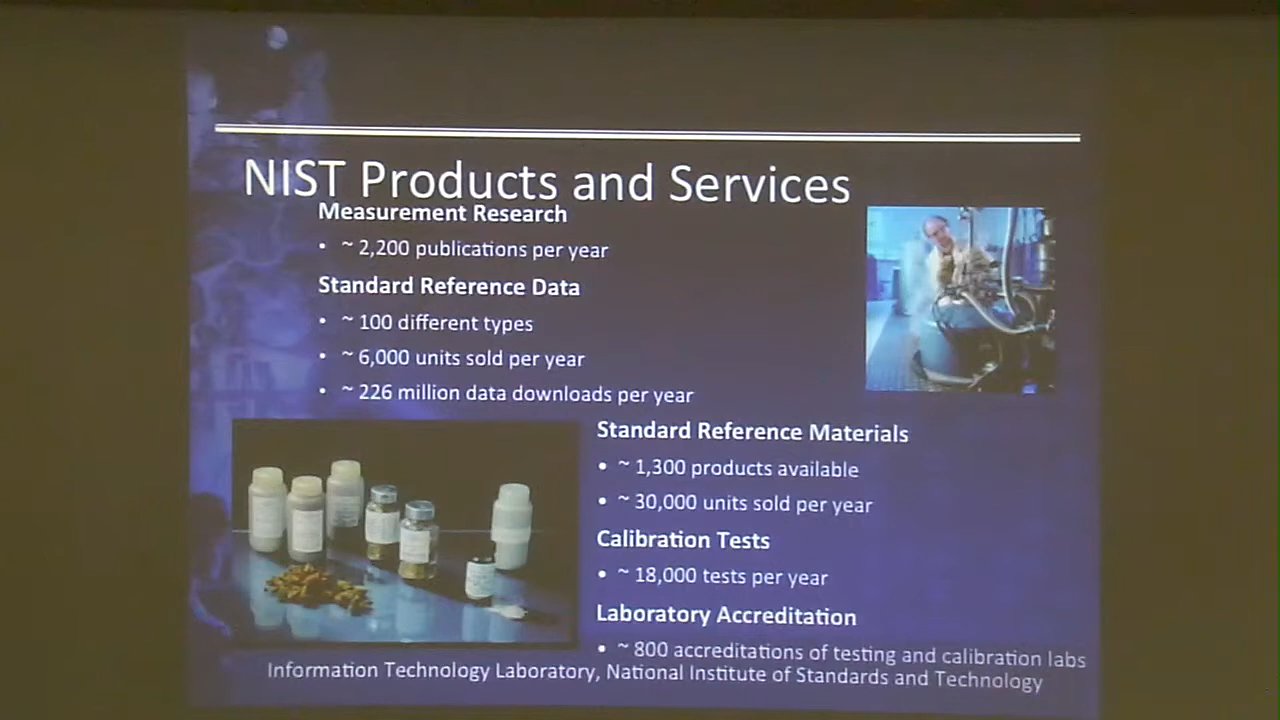 NIST Products and Services
Measurement Research
• ~ 2,200 publications per year
Standard Reference Data
• ~ 100 different types
• ~ 6,000 units sold per year
• ~ 226 million data downloads per year
Standard Reference Materials
• ~ 1,300 products available
• ~ 30,000 units sold per year
Calibration Tests
• ~ 18,000 tests per year
Laboratory Accreditation
• ~ 800 accreditations of testing and calibration labs
Information Technology Laboratory, National Institute of Standards and Technology